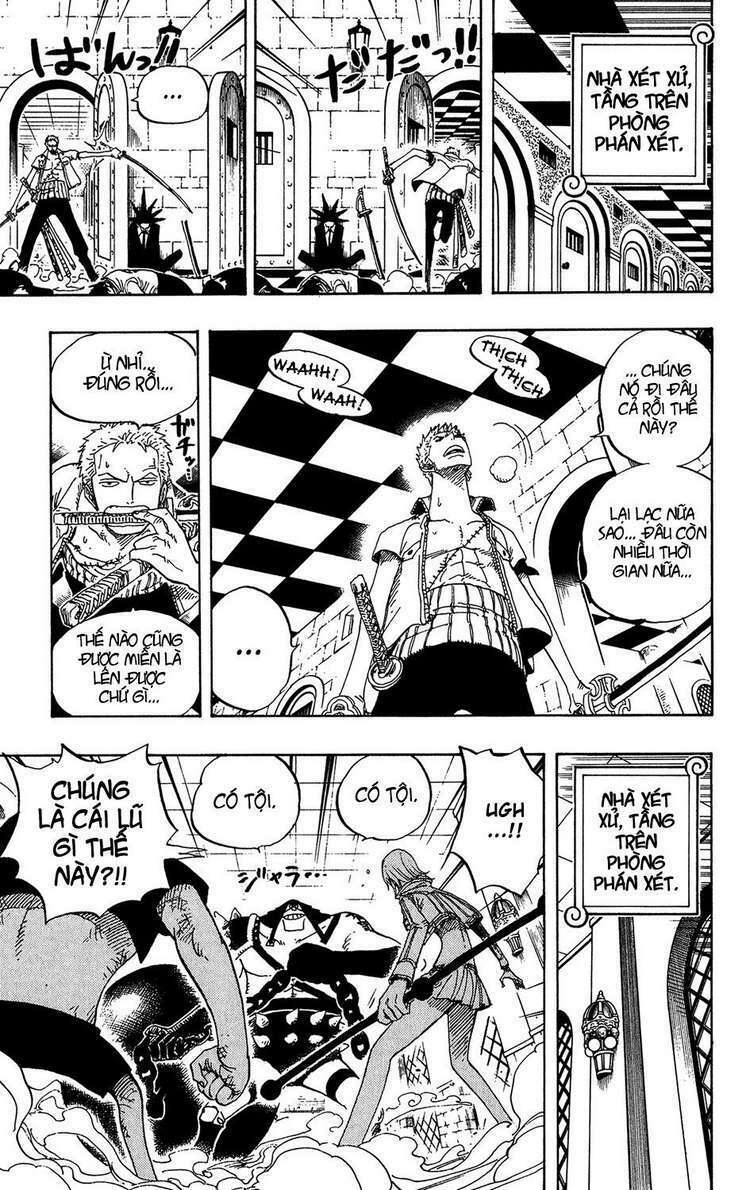 NHÀ XÉT XỬ,
TẦNG TRÊN
PHÒNG
PHÁN XÉT.
だだっ!!
ばんっ!!
...
... CHÚNG
NÓ ĐI ĐÂU
CẢ RỒI THẾ
NÀY?
LẠI LẠC NỮA
SAO... ĐÂU CÒN
NHIỀU THỜI
GIAN NỮA...
THỊCH
THỊCH
WAAHH!
WAAH!
...
Ừ NHỈ,
ĐÚNG RỒI...
ガチッ...
THẾ NÀO CŨNG
ĐƯỢC MIỄN LÀ
LÊN ĐƯỢC
CHỨ GÌ...
NHÀ XÉT
XỬ, TẦNG
TRÊN
PHÒNG
PHÁN XÉT.
UGH
...!!
CÓ TỘI.
CÓ TỘI.
ジャラ...
CHÚNG
LÀ CÁI LŨ
GÌ THẾ
NÀY?!!